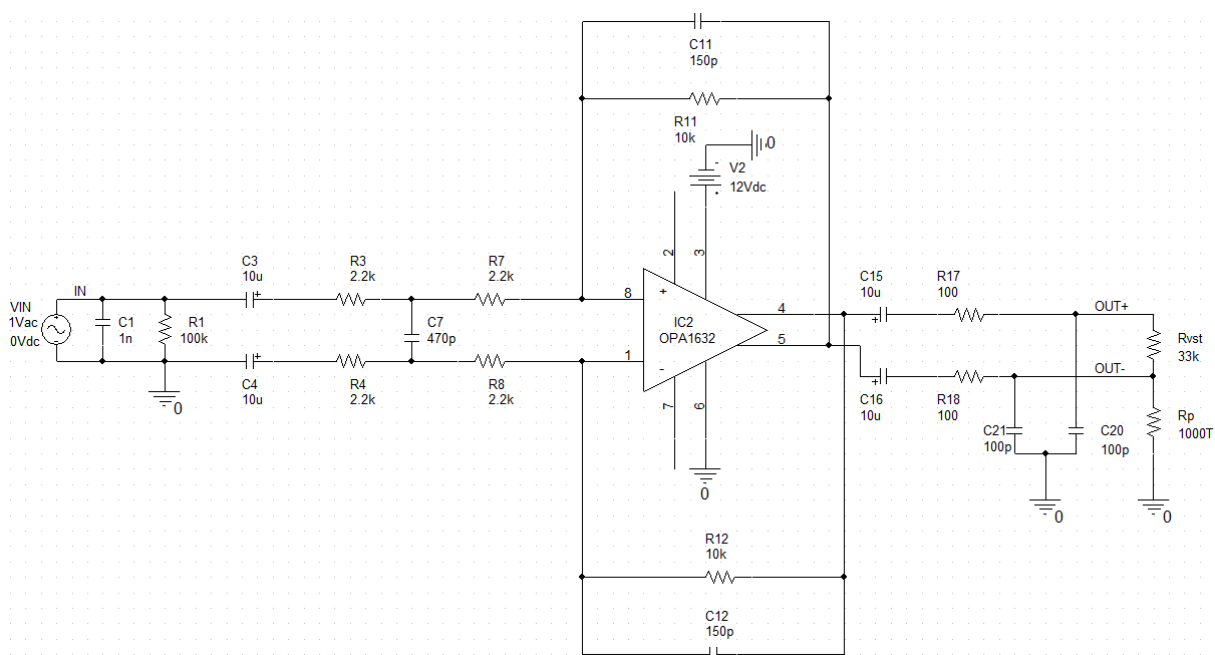 C11
150p
R11
10k
0
-
V2
12Vdc
2
3
C3
10u
R3
2.2k
R7
2.2k
C15
10u
R17
100
IN
+
8
+
4
+
OUT+
VIN
1Vac
0Vdc
C1
1n
R1
100k
C7
470p
IC2
OPA1632
5
Rvst
33k
+
1
-
+
OUT-
C4
10u
R4
2.2k
R8
2.2k
C16
10u
R18
100
0
7
6
C21
100p
C20
100p
Rp
1000T
0
0
0
R12
10k
C12
150p